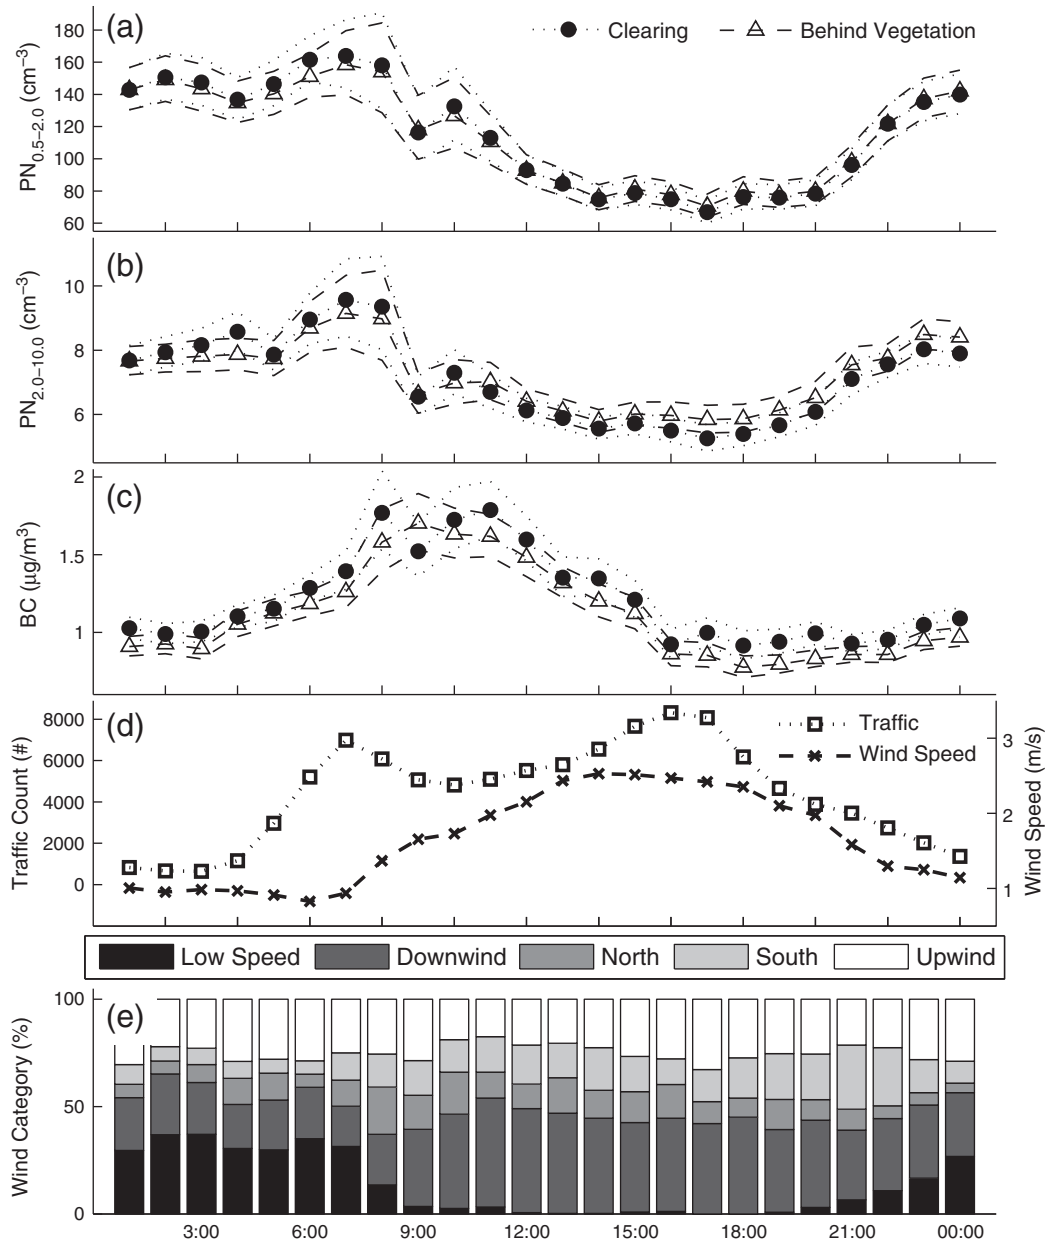 (a)
Clearing
Behind Vegetation
PN0.5–2.0 (cm−3)
180
160
140
120
100
80
60
(b)
PN2.0–10.0 (cm−3)
10
8
6
(c)
BC (μg/m3)
2
1.5
1
(d)
Traffic
Wind Speed
Traffic Count (#)
8000
6000
4000
2000
0
Wind Speed (m/s)
3
2
1
Low Speed Downwind North South Upwind
(e)
Wind Category (%)
100
50
0
3:00 6:00 9:00 12:00 15:00 18:00 21:00 00:00